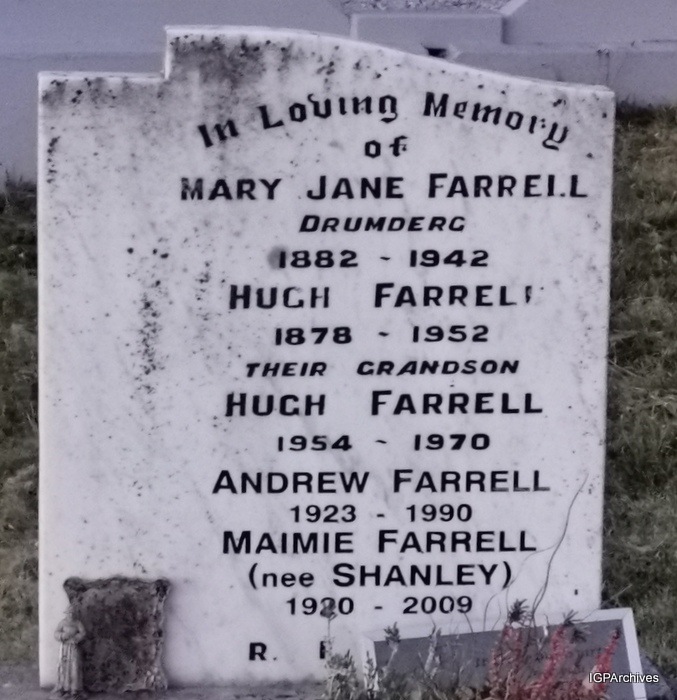 In Loving Memory
of
MARY JANE FARRELL
DRUMDERG
1882 ~ 1942
HUGH FARRELL
1878 ~ 1952
THEIR GRANDSON
HUGH FARRELL
1954 ~ 1970
ANDREW FARRELL
1923 - 1990
MAIMIE FARRELL
(nee SHANLEY)
1920 - 2009
R.
IGPArchives